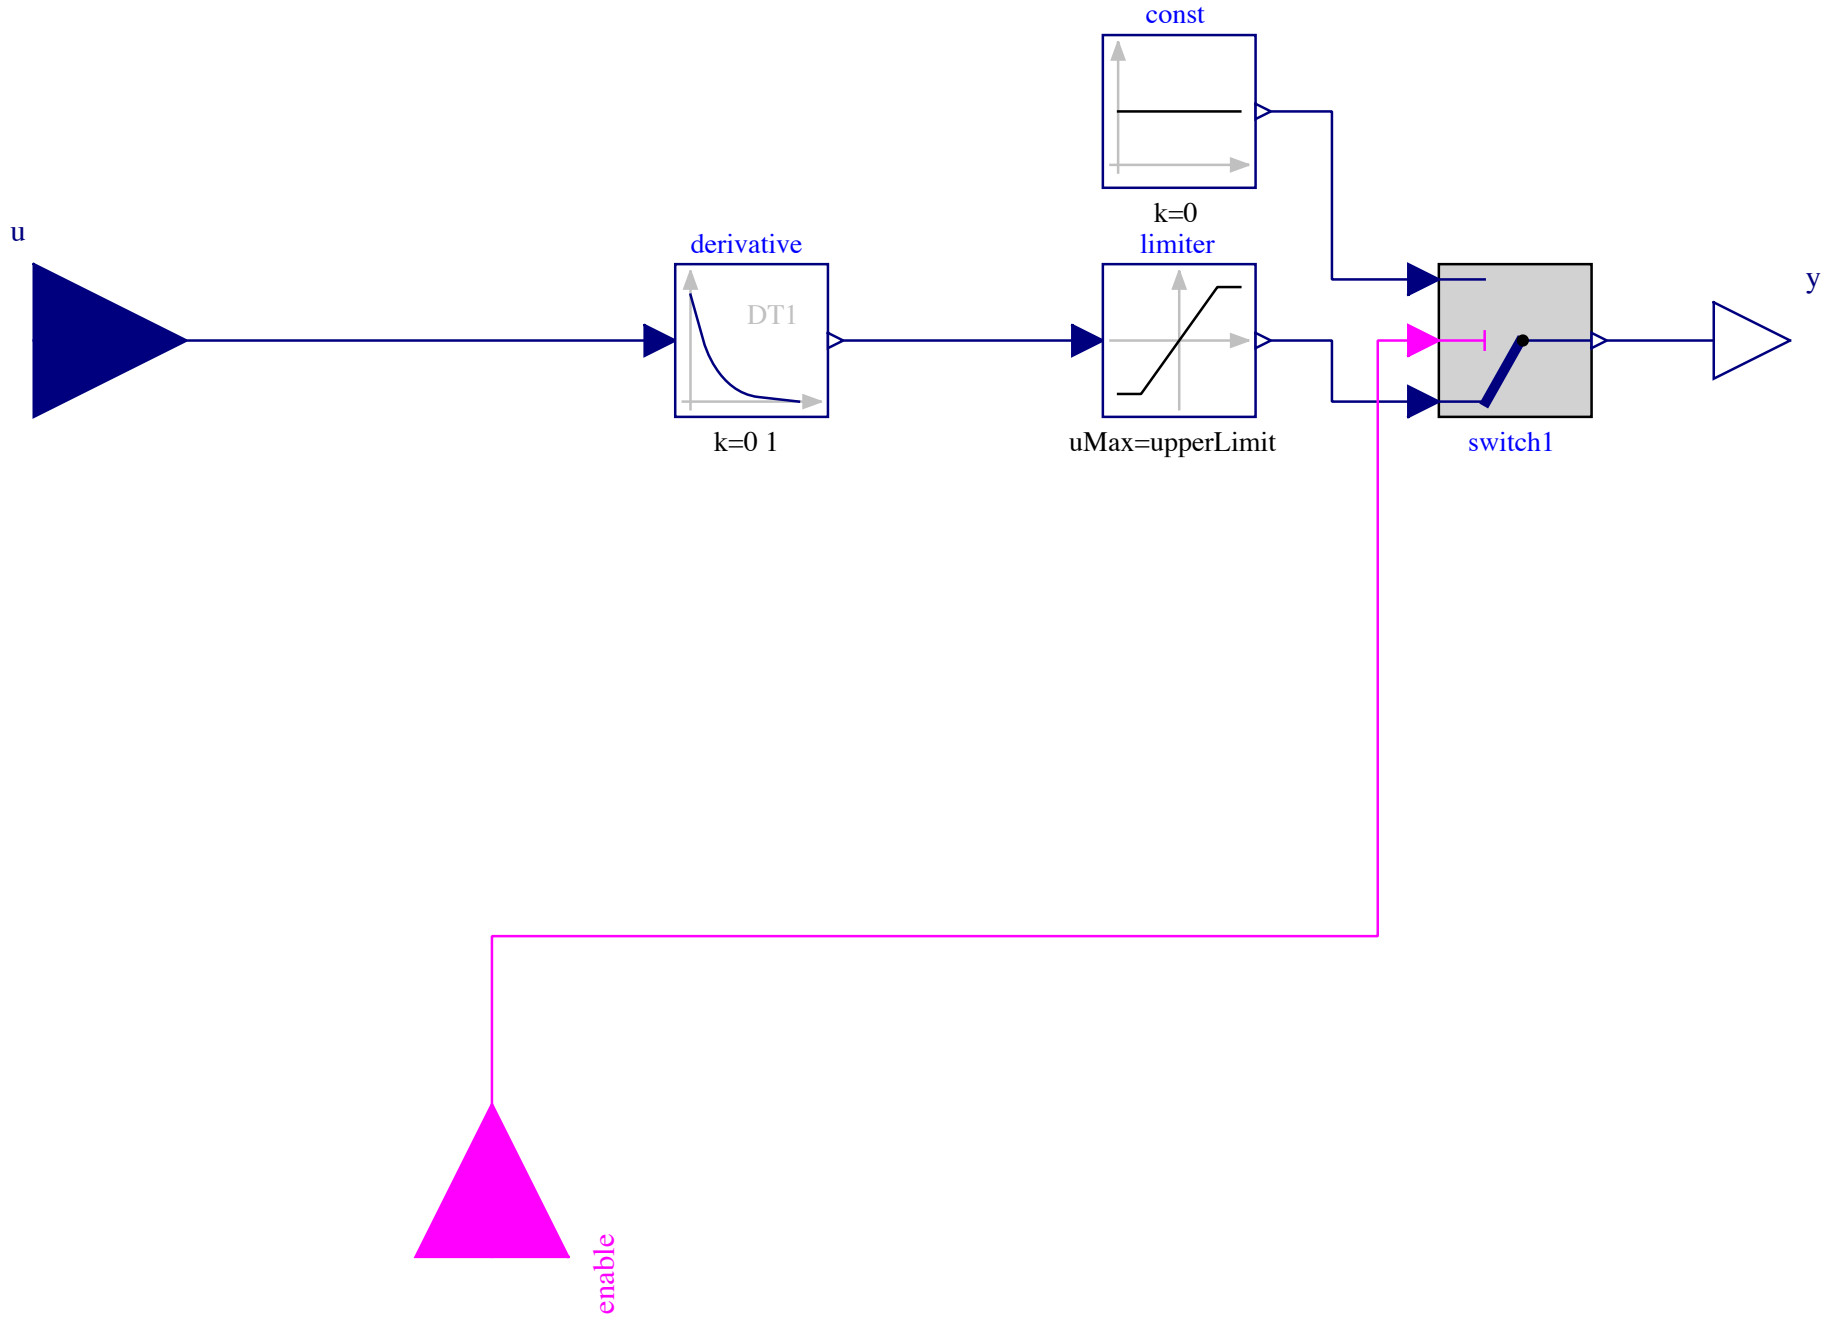 const
k=0
u
derivative
limiter
DT1
y
k=0 1
uMax=upperLimit
switch1
enable